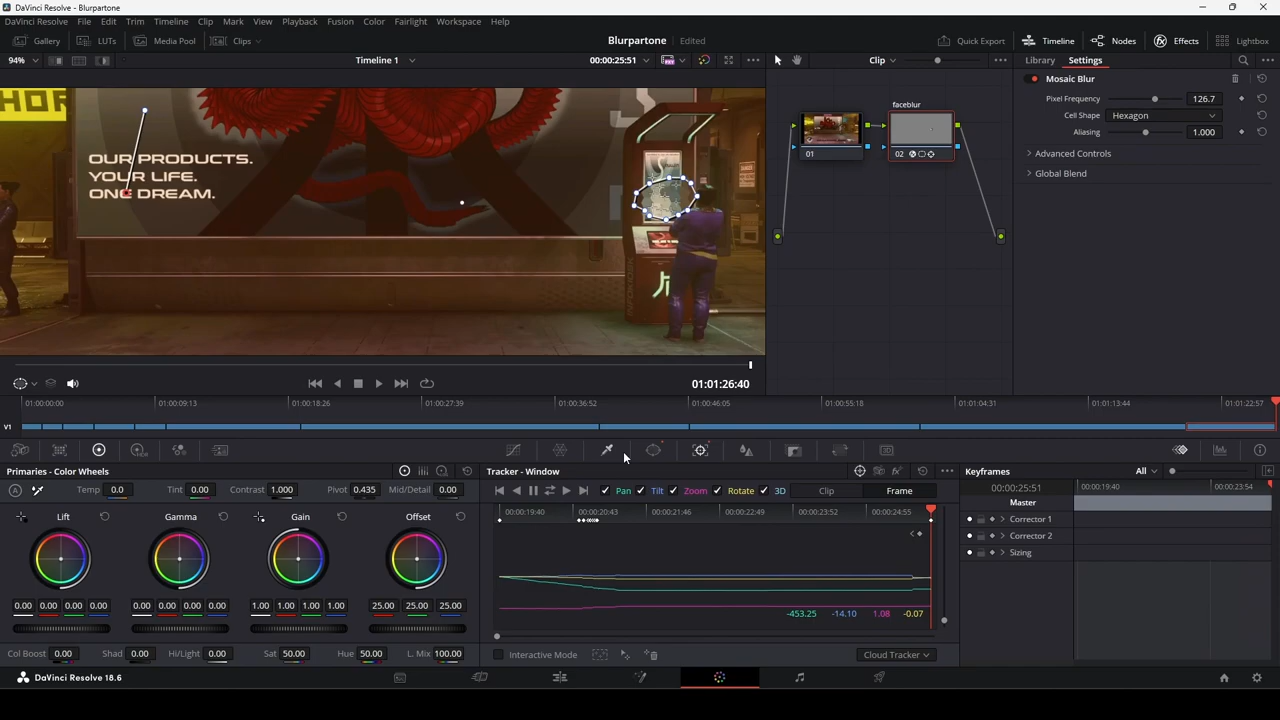 DaVinci Resolve - Blurpartone
DaVinci Resolve File Edit Trim Timeline Clip Mark View Playback Fusion Color Fairlight Workspace Help
Gallery LUTs Media Pool Clips Blurpartone Edited Quick Export Timeline Nodes Effects Lightbox
94% Timeline 1 00:00:25:51 Clip Library Settings
Mosaic Blur
Pixel Frequency 126.7
Cell Shape Hexagon
Aliasing 1.000
Advanced Controls
Global Blend
faceblur
01 02
HOR
OUR PRODUCTS.
YOUR LIFE.
ONE DREAM.
01:01:26:40
01:00:00:00 01:00:09:13 01:00:18:26 01:00:27:39 01:00:36:52 01:00:46:05 01:00:55:18 01:01:04:31 01:01:13:44 01:01:22:57
V1
Primaries - Color Wheels
Temp 0.0 Tint 0.00 Contrast 1.000 Pivot 0.435 Mid/Detail 0.00
Lift Gamma Gain Offset
0.00 0.00 0.00 0.00 0.00 0.00 0.00 0.00 1.00 1.00 1.00 1.00 25.00 25.00 25.00
Col Boost 0.00 Shad 0.00 Hi/Light 0.00 Sat 50.00 Hue 50.00 L. Mix 100.00
Tracker - Window
Pan Tilt Zoom Rotate 3D Clip Frame
00:00:19:40 00:00:20:43 00:00:21:46 00:00:22:49 00:00:23:52 00:00:24:55
-453.25 -14.10 1.08 -0.07
Interactive Mode Cloud Tracker
Keyframes All
00:00:25:51 00:00:19:40 00:00:23:54
Master
Corrector 1
Corrector 2
Sizing
DaVinci Resolve 18.6